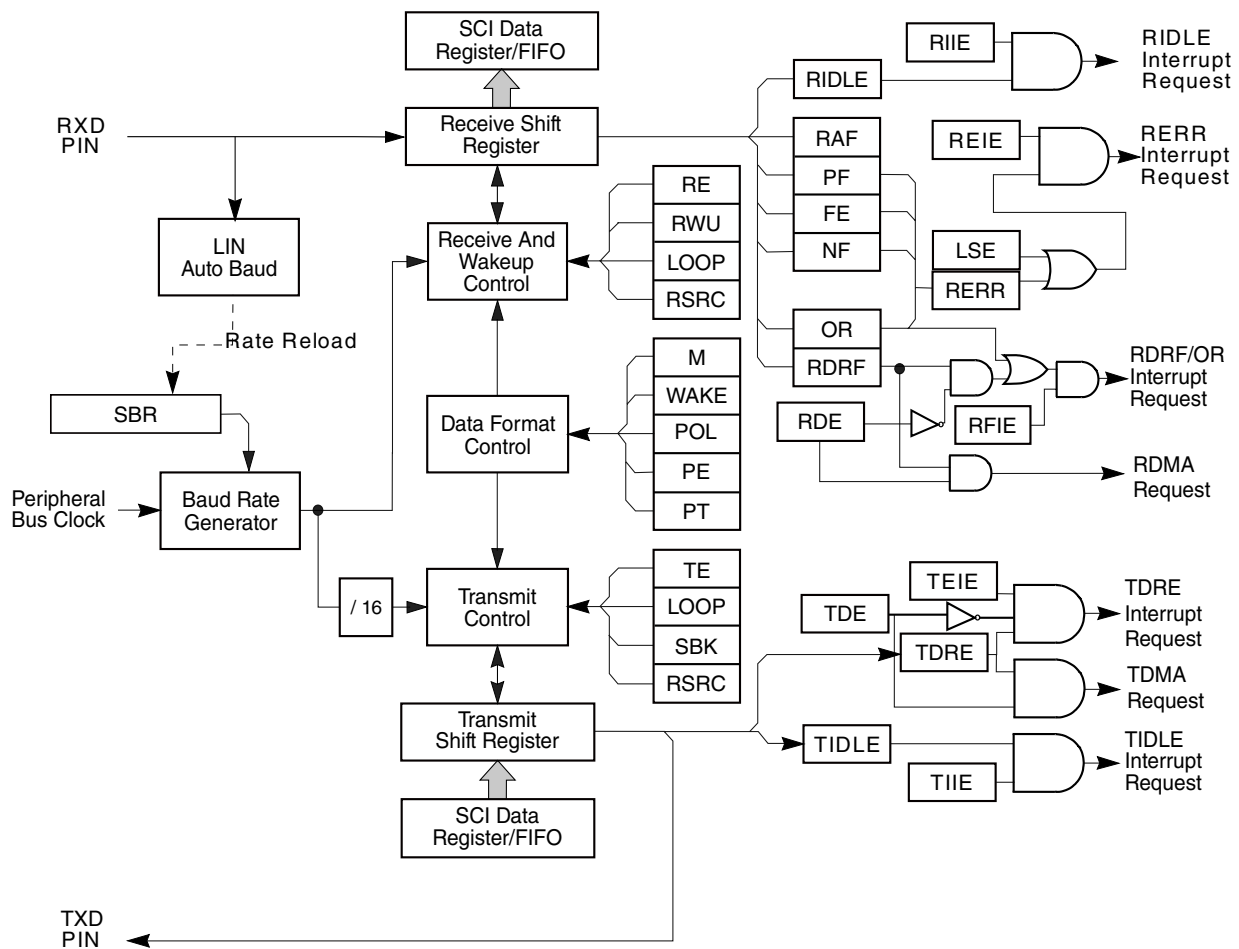 SCI Data
Register/FIFO
RIIE
RIDLE
Interrupt
Request
RIDLE
RXD
PIN
Receive Shift
Register
RAF
REIE
RERR
Interrupt
Request
PF
FE
NF
RE
RWU
LOOP
RSRC
LIN
Auto Baud
Receive And
Wakeup
Control
LSE
RERR
Rate Reload
OR
RDRF
RDRF/OR
Interrupt
Request
M
WAKE
POL
PE
PT
SBR
Data Format
Control
RDE
RFIE
RDMA
Request
Peripheral
Bus Clock
Baud Rate
Generator
/ 16
Transmit
Control
TE
LOOP
SBK
RSRC
TEIE
TDE
TDRE
TDRE
Interrupt
Request
TDMA
Request
Transmit
Shift Register
TIDLE
TIIE
TIDLE
Interrupt
Request
SCI Data
Register/FIFO
TXD
PIN